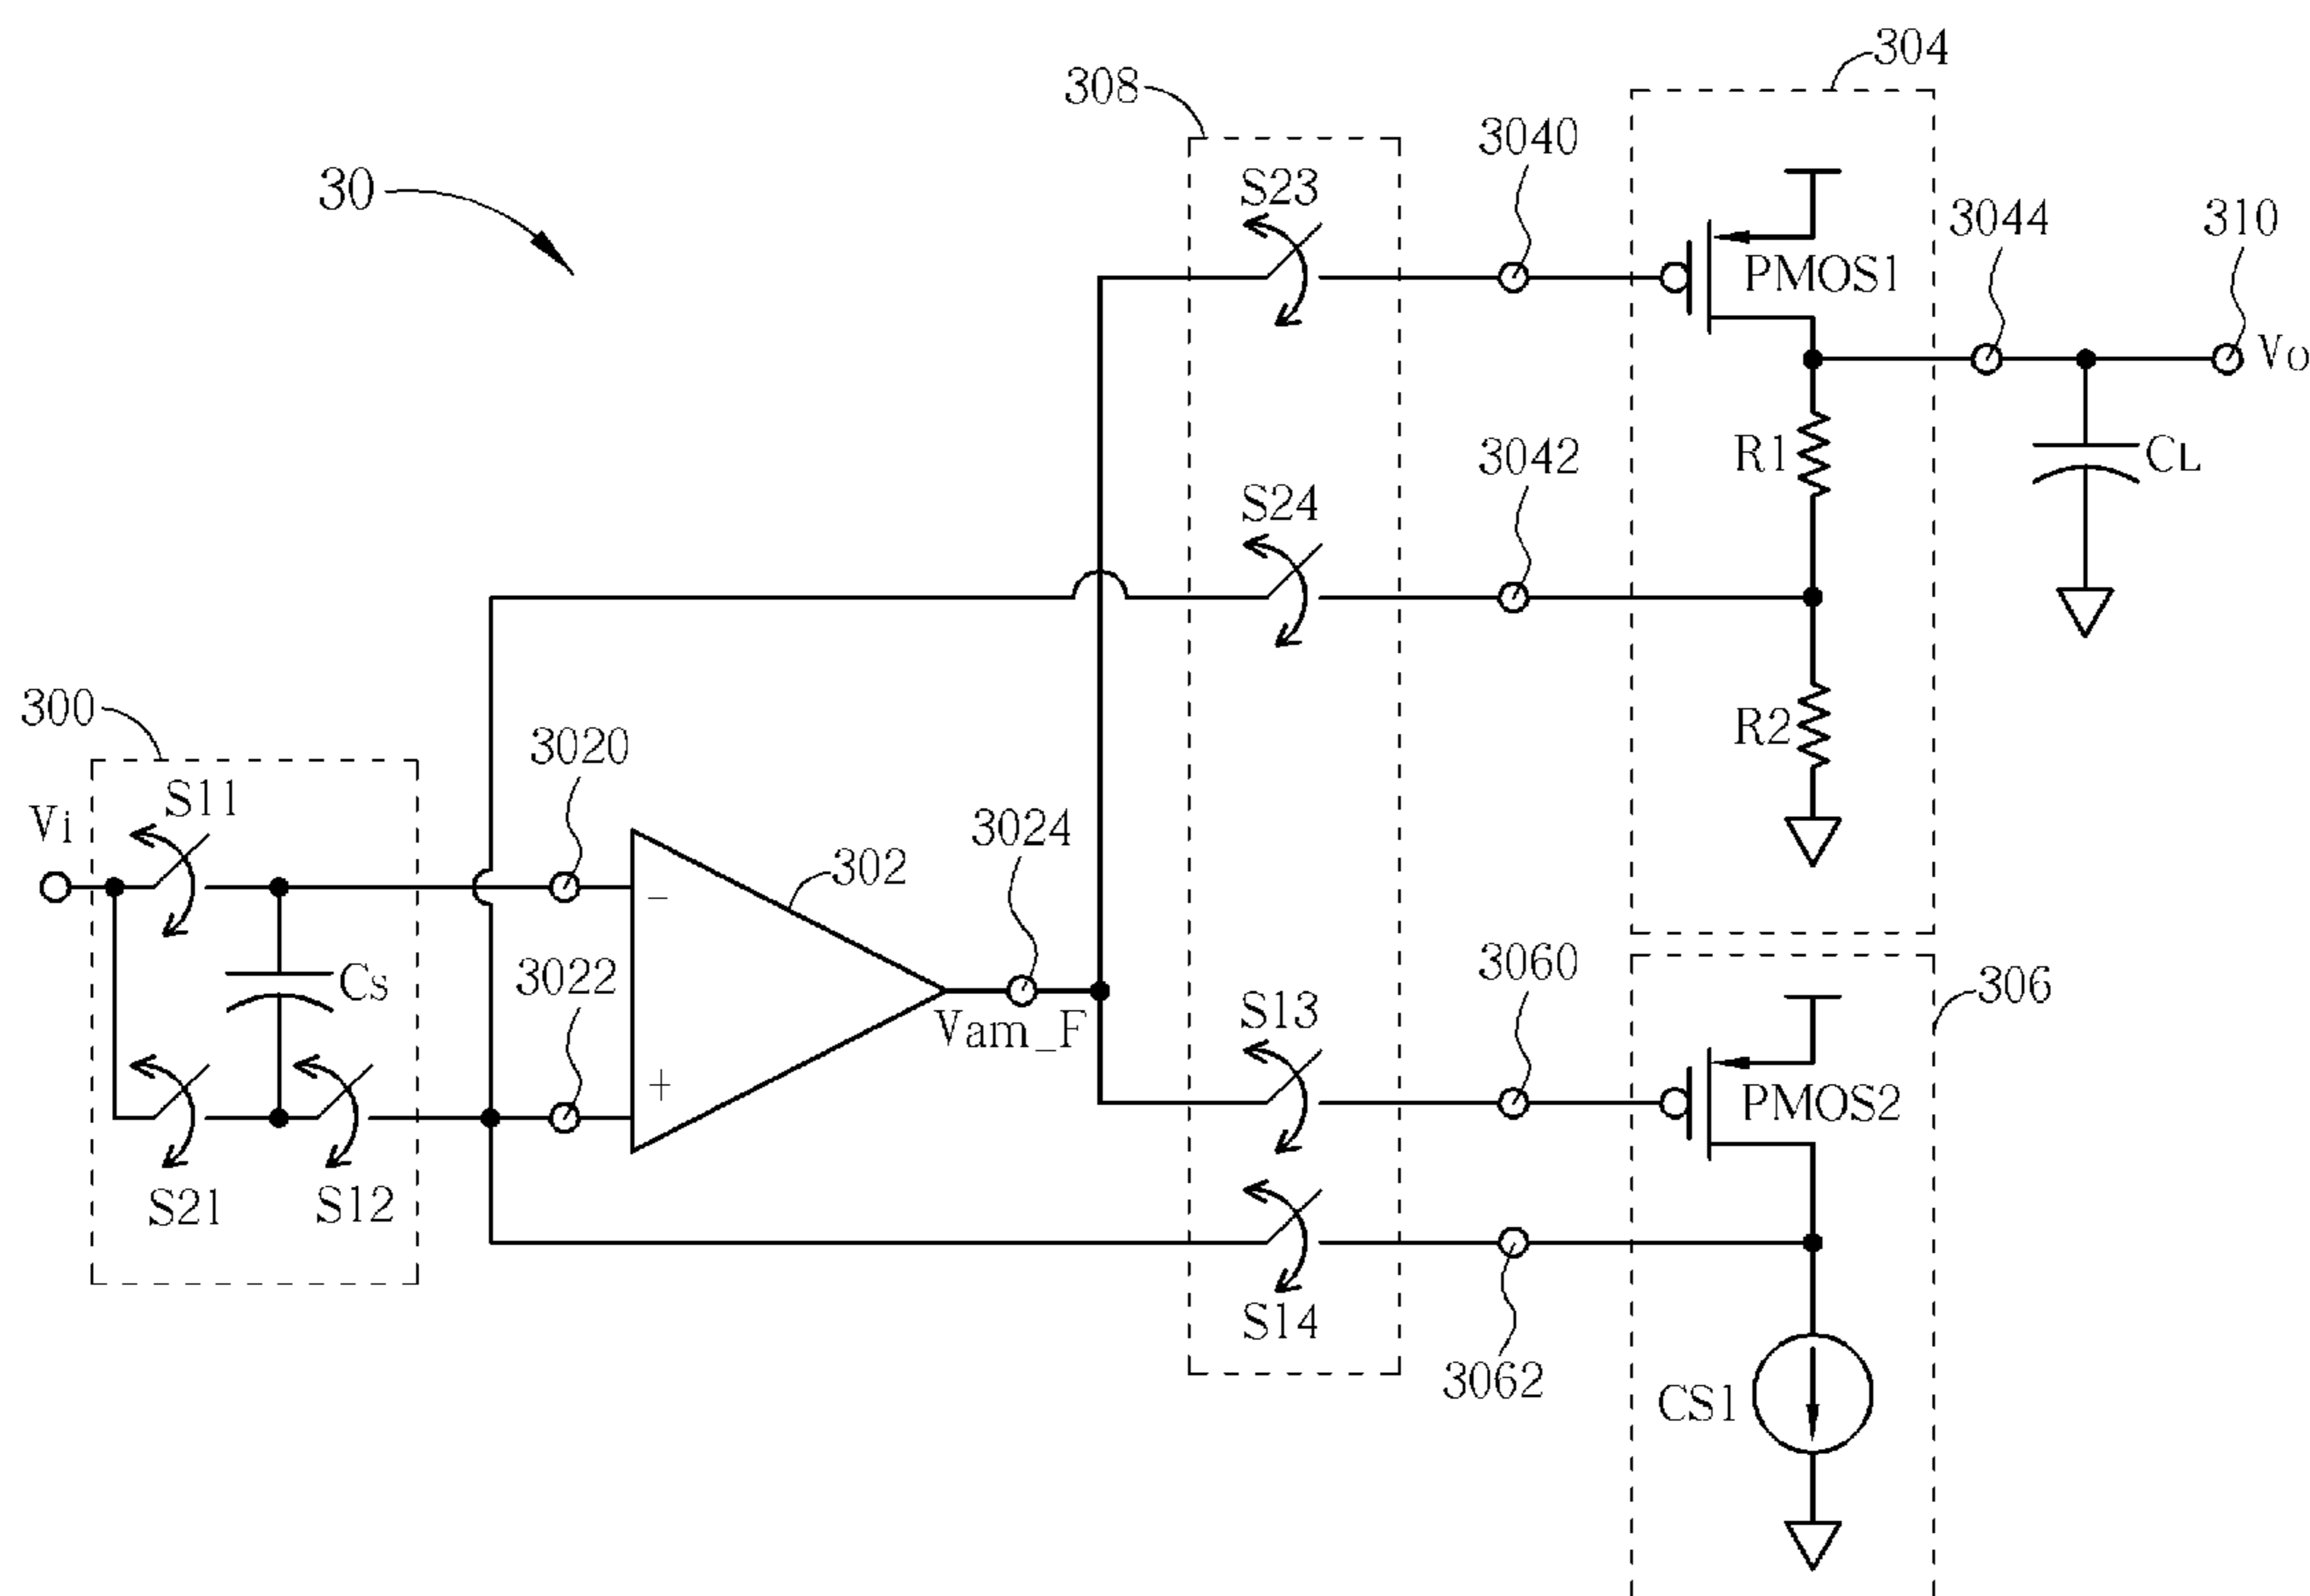 304
308
3040
S23
30
3044
310
PMOS1
Vo
3042
R1
CL
S24
300
3020
R2
S11
Vi
3024
302
3022
3060
Cs
S13
306
Vam_F
-
+
PMOS2
S21
S12
S14
3062
CS1